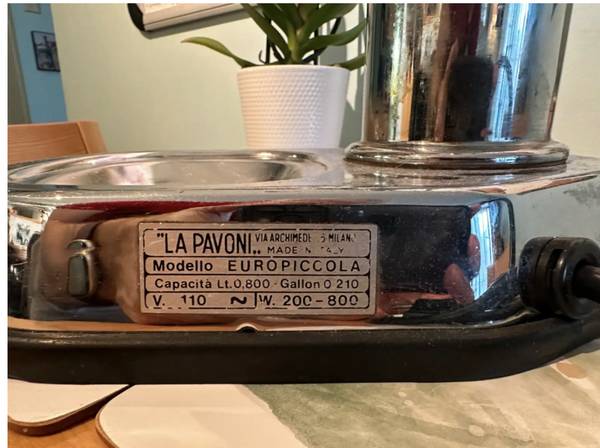 "LA PAVONI„ VIA ARCHIMEDE MILANO
MADE IN ITALY
Modello EUROPICCOLA
Capacità Lt.0,800 - Gallon 0 210
V. 110 ~ W. 200-800